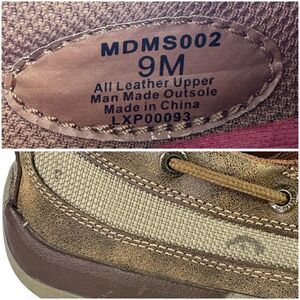 MDMS002
9M
All Leather Upper
Man Made Outsole
Made in China
LXP00093